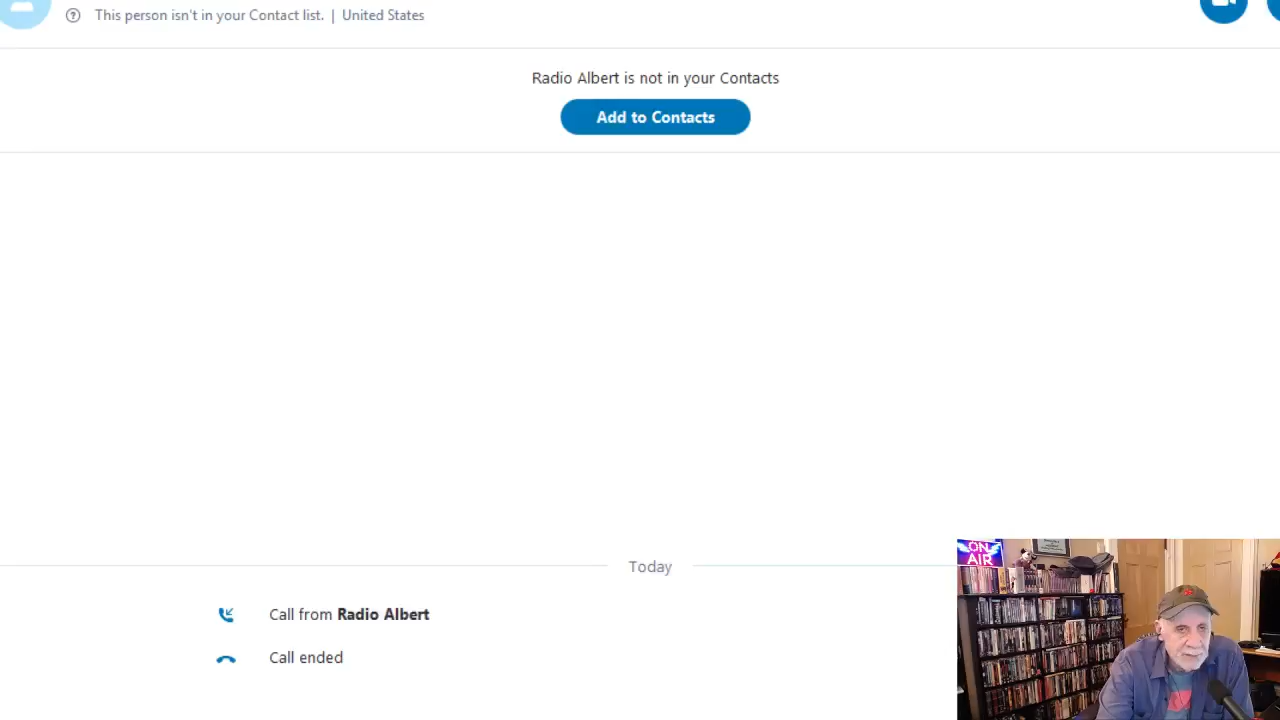 This person isn't in your Contact list. | United States
Radio Albert is not in your Contacts
Add to Contacts
Today
Call from Radio Albert
Call ended
ON
AIR